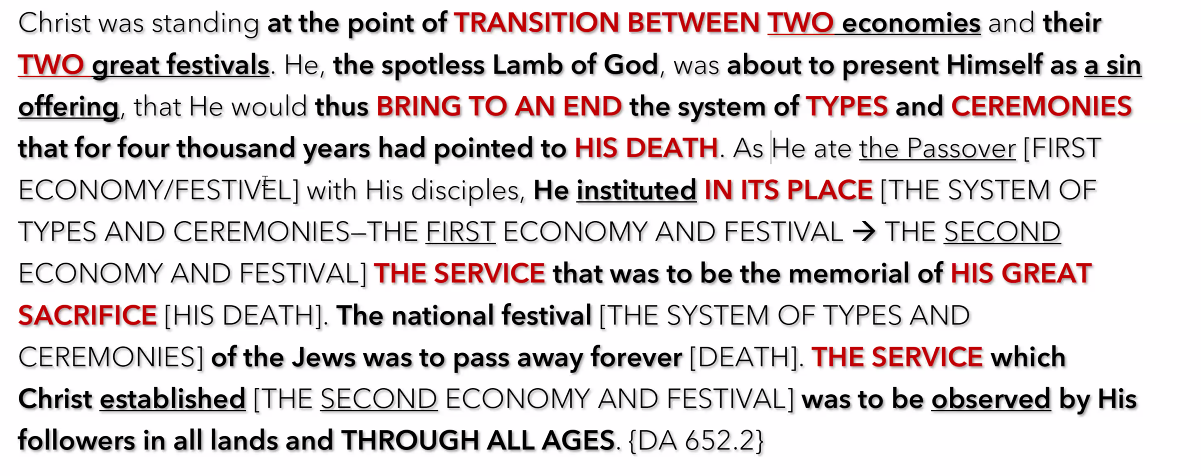 Christ was standing at the point of TRANSITION BETWEEN TWO economies and their
TWO great festivals. He, the spotless Lamb of God, was about to present Himself as a sin
offering, that He would thus BRING TO AN END the system of TYPES and CEREMONIES
that for four thousand years had pointed to HIS DEATH. As He ate the Passover [FIRST
ECONOMY/FESTIVEL] with His disciples, He instituted IN ITS PLACE [THE SYSTEM OF
TYPES AND CEREMONIES—THE FIRST ECONOMY AND FESTIVAL → THE SECOND
ECONOMY AND FESTIVAL] THE SERVICE that was to be the memorial of HIS GREAT
SACRIFICE [HIS DEATH]. The national festival [THE SYSTEM OF TYPES AND
CEREMONIES] of the Jews was to pass away forever [DEATH]. THE SERVICE which
Christ established [THE SECOND ECONOMY AND FESTIVAL] was to be observed by His
followers in all lands and THROUGH ALL AGES. {DA 652.2}